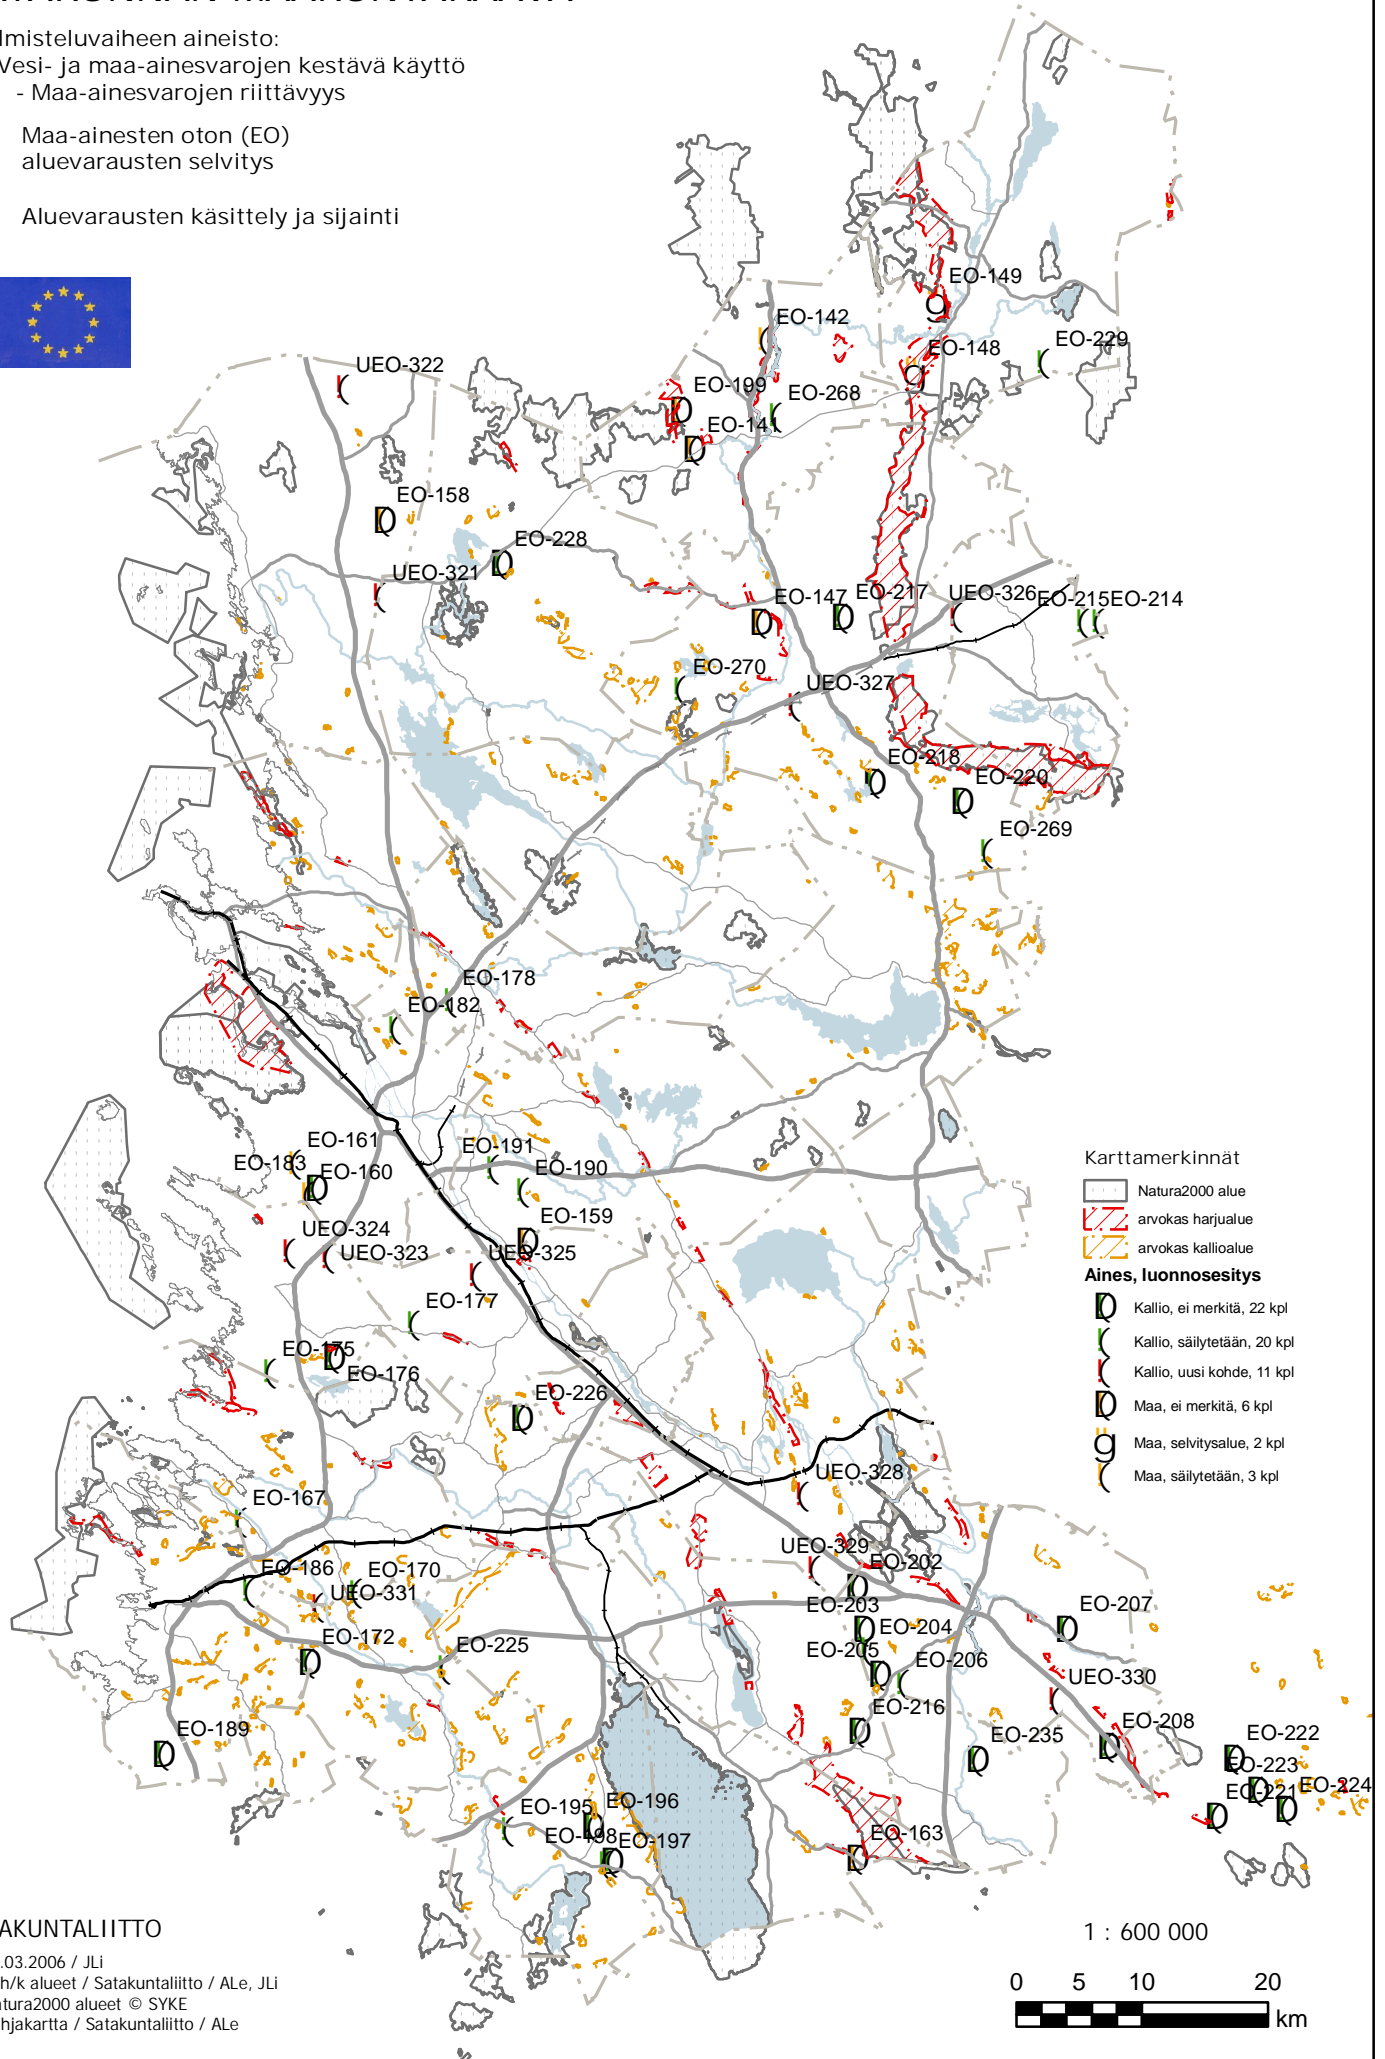 lmisteluvaiheen aineisto:
Vesi- ja maa-ainesvarojen kestävä käyttö
- Maa-ainesvarojen riittävyys
Maa-ainesten oton (EO)
aluevarausten selvitys
Aluevarausten käsittely ja sijainti
EO-149
EO-142
EO-148
EO-229
UEO-322
EO-199
EO-268
EO-141
EO-158
EO-228
UEO-321
EO-147
EO-217
UEO-326
EO-215
EO-214
EO-270
UEO-327
EO-218
EO-220
EO-269
EO-178
EO-182
EO-161
EO-191
EO-183
EO-160
EO-190
EO-159
UEO-324
UEO-323
UEO-325
EO-177
EO-175
EO-176
EO-226
UEO-328
EO-167
UEO-329
EO-202
EO-186
EO-170
UEO-331
EO-203
EO-204
EO-207
EO-172
EO-225
EO-205
EO-206
UEO-330
EO-216
EO-189
EO-235
EO-208
EO-222
EO-223
EO-221
EO-224
EO-195
EO-196
EO-198
EO-197
EO-163
Karttamerkinnät
Natura2000 alue
arvokas harjualue
arvokas kallioalue
Aines, luonnosesitys
Kallio, ei merkitä, 22 kpl
Kallio, säilytetään, 20 kpl
Kallio, uusi kohde, 11 kpl
Maa, ei merkitä, 6 kpl
Maa, selvitysalue, 2 kpl
Maa, säilytetään, 3 kpl
AKUNTALIITTO
.03.2006 / JLi
h/k alueet / Satakuntaliitto / ALe, JLi
tura2000 alueet © SYKE
hjakartta / Satakuntaliitto / ALe
1 : 600 000
0 5 10 20
km